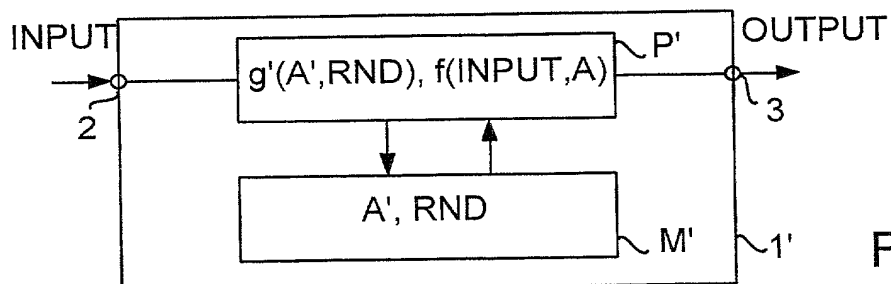 INPUT
OUTPUT
P'
g'(A',RND), f(INPUT,A)
2
3
A', RND
M'
1'
F